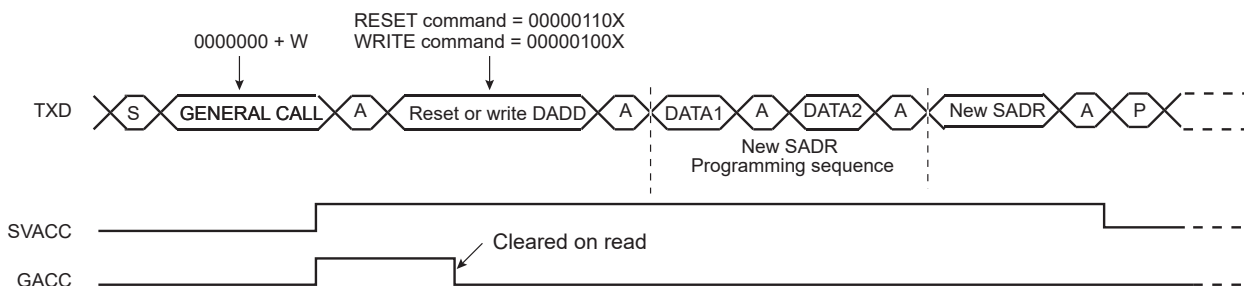 RESET command = 00000110X
0000000 + W
WRITE command = 00000100X
TXD S GENERAL CALL A Reset or write DADD A DATA1 A DATA2 A New SADR A P
New SADR
Programming sequence
SVACC
Cleared on read
GACC